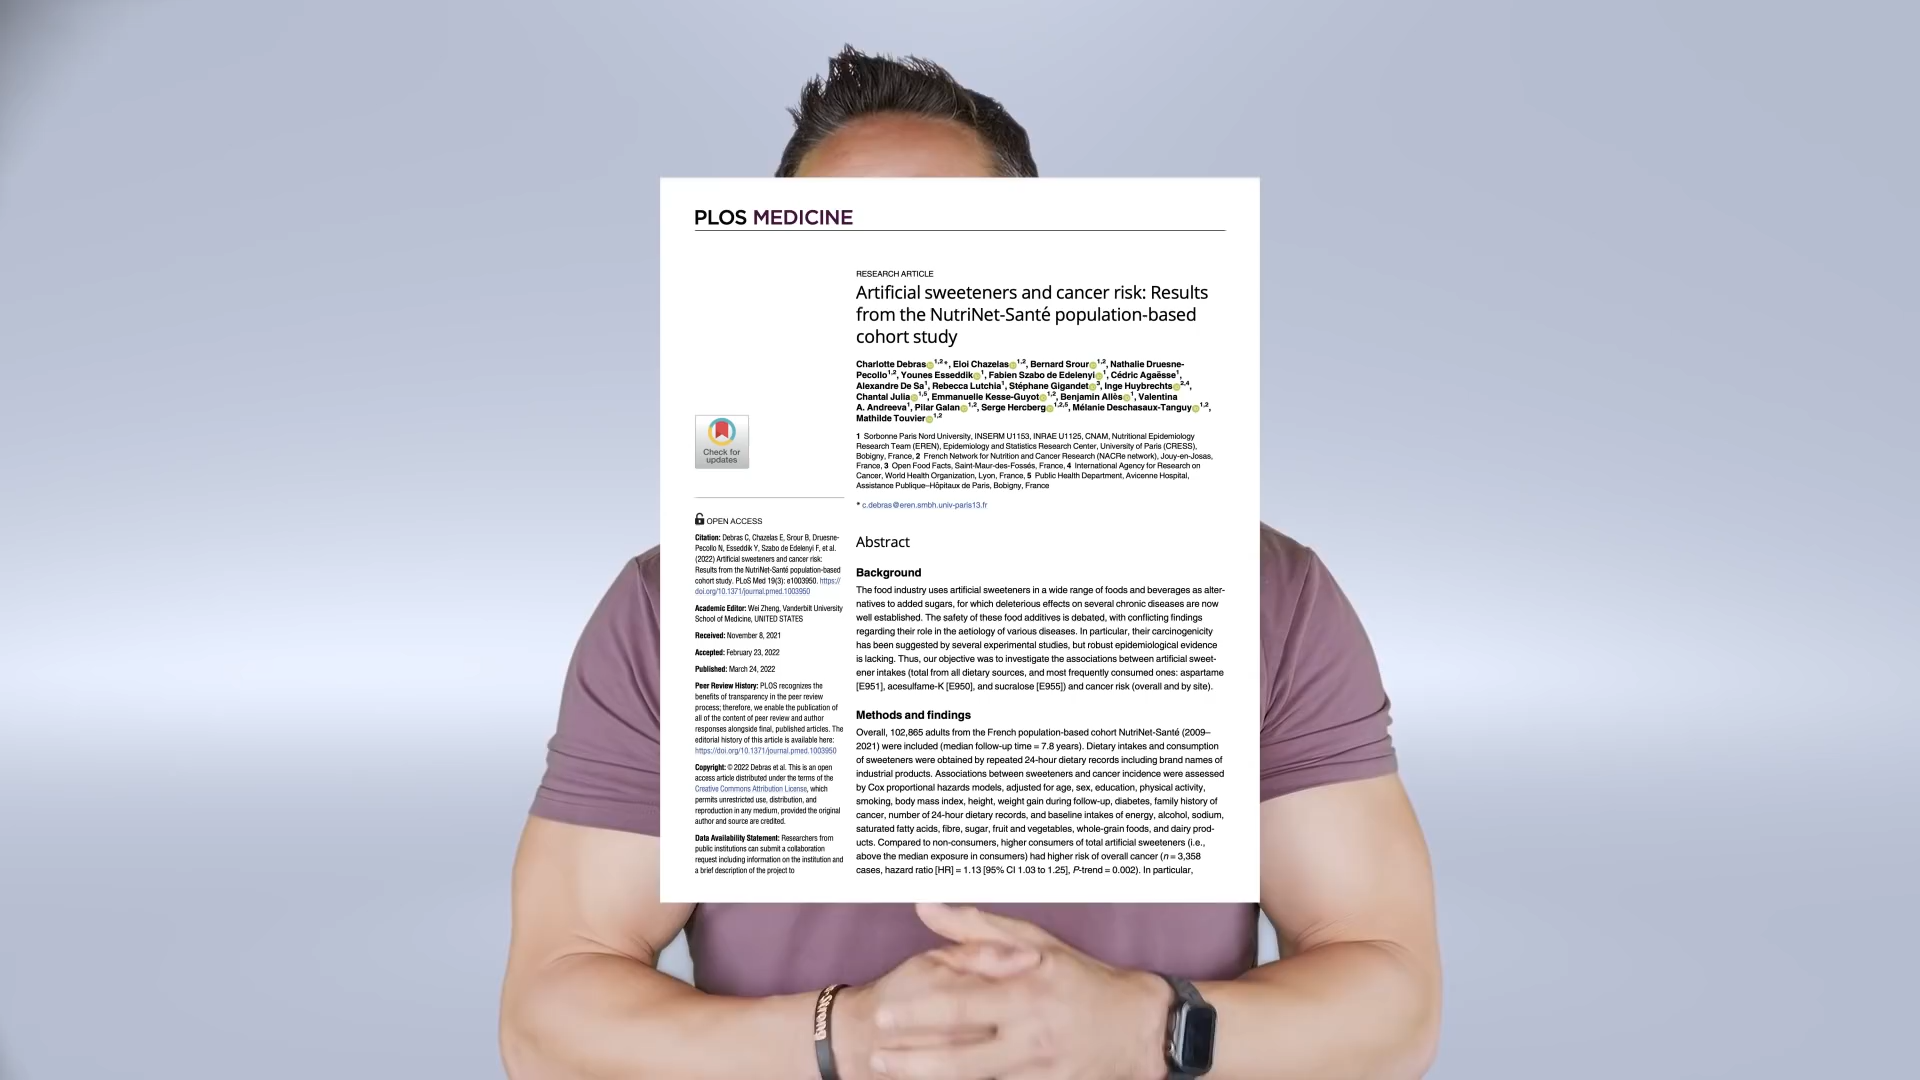 PLOS MEDICINE
RESEARCH ARTICLE
Artificial sweeteners and cancer risk: Results
from the NutriNet-Santé population-based
cohort study
Charlotte Debras 1,2*, Eloi Chazelas 1,2, Bernard Srour 1,2, Nathalie Druesne-
Pecollo1,2, Younes Esseddik 1, Fabien Szabo de Edelenyi 1, Cédric Agaësse1,
Alexandre De Sa1, Rebecca Lutchia1, Stéphane Gigandet 3, Inge Huybrechts 2,4,
Chantal Julia 1,5, Emmanuelle Kesse-Guyot 1,2, Benjamin Allès 1, Valentina
A. Andreeva1, Pilar Galan 1,2, Serge Hercberg 1,2,5, Mélanie Deschasaux-Tanguy 1,2,
Mathilde Touvier 1,2
1 Sorbonne Paris Nord University, INSERM U1153, INRAE U1125, CNAM, Nutritional Epidemiology
Research Team (EREN), Epidemiology and Statistics Research Center, University of Paris (CRESS),
Bobigny, France, 2 French Network for Nutrition and Cancer Research (NACRe network), Jouy-en-Josas,
France, 3 Open Food Facts, Saint-Maur-des-Fossés, France, 4 International Agency for Research on
Cancer, World Health Organization, Lyon, France, 5 Public Health Department, Avicenne Hospital,
Assistance Publique–Hôpitaux de Paris, Bobigny, France
* c.debras@eren.smbh.univ-paris13.fr
Abstract
Background
The food industry uses artificial sweeteners in a wide range of foods and beverages as alter-
natives to added sugars, for which deleterious effects on several chronic diseases are now
well established. The safety of these food additives is debated, with conflicting findings
regarding their role in the aetiology of various diseases. In particular, their carcinogenicity
has been suggested by several experimental studies, but robust epidemiological evidence
is lacking. Thus, our objective was to investigate the associations between artificial sweet-
ener intakes (total from all dietary sources, and most frequently consumed ones: aspartame
[E951], acesulfame-K [E950], and sucralose [E955]) and cancer risk (overall and by site).
Methods and findings
Overall, 102,865 adults from the French population-based cohort NutriNet-Santé (2009–
2021) were included (median follow-up time = 7.8 years). Dietary intakes and consumption
of sweeteners were obtained by repeated 24-hour dietary records including brand names of
industrial products. Associations between sweeteners and cancer incidence were assessed
by Cox proportional hazards models, adjusted for age, sex, education, physical activity,
smoking, body mass index, height, weight gain during follow-up, diabetes, family history of
cancer, number of 24-hour dietary records, and baseline intakes of energy, alcohol, sodium,
saturated fatty acids, fibre, sugar, fruit and vegetables, whole-grain foods, and dairy prod-
ucts. Compared to non-consumers, higher consumers of total artificial sweeteners (i.e.,
above the median exposure in consumers) had higher risk of overall cancer (n = 3,358
cases, hazard ratio [HR] = 1.13 [95% CI 1.03 to 1.25], P-trend = 0.002). In particular,
Check for
updates
OPEN ACCESS
Citation: Debras C, Chazelas E, Srour B, Druesne-
Pecollo N, Esseddik Y, Szabo de Edelenyi F, et al.
(2022) Artificial sweeteners and cancer risk:
Results from the NutriNet-Santé population-based
cohort study. PLoS Med 19(3): e1003950. https://
doi.org/10.1371/journal.pmed.1003950
Academic Editor: Wei Zheng, Vanderbilt University
School of Medicine, UNITED STATES
Received: November 8, 2021
Accepted: February 23, 2022
Published: March 24, 2022
Peer Review History: PLOS recognizes the
benefits of transparency in the peer review
process; therefore, we enable the publication of
all of the content of peer review and author
responses alongside final, published articles. The
editorial history of this article is available here:
https://doi.org/10.1371/journal.pmed.1003950
Copyright: © 2022 Debras et al. This is an open
access article distributed under the terms of the
Creative Commons Attribution License, which
permits unrestricted use, distribution, and
reproduction in any medium, provided the original
author and source are credited.
Data Availability Statement: Researchers from
public institutions can submit a collaboration
request including information on the institution and
a brief description of the project to